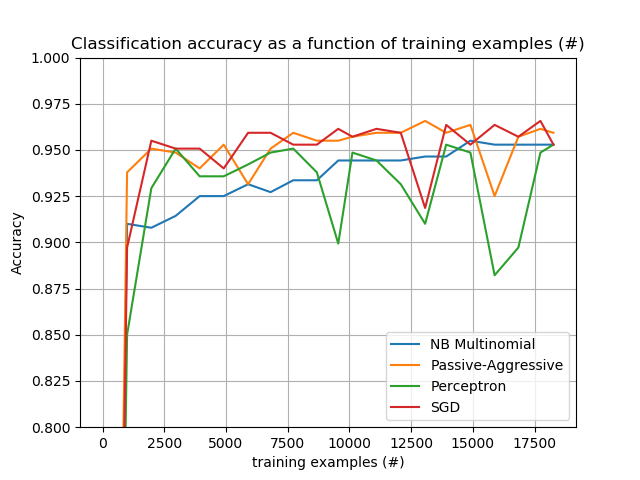 Classification accuracy as a function of training examples (#)
1.000
0.975
0.950
0.925
0.900
0.875
0.850
0.825
0.800
Accuracy
NB Multinomial
Passive-Aggressive
Perceptron
SGD
0 2500 5000 7500 10000 12500 15000 17500
training examples (#)